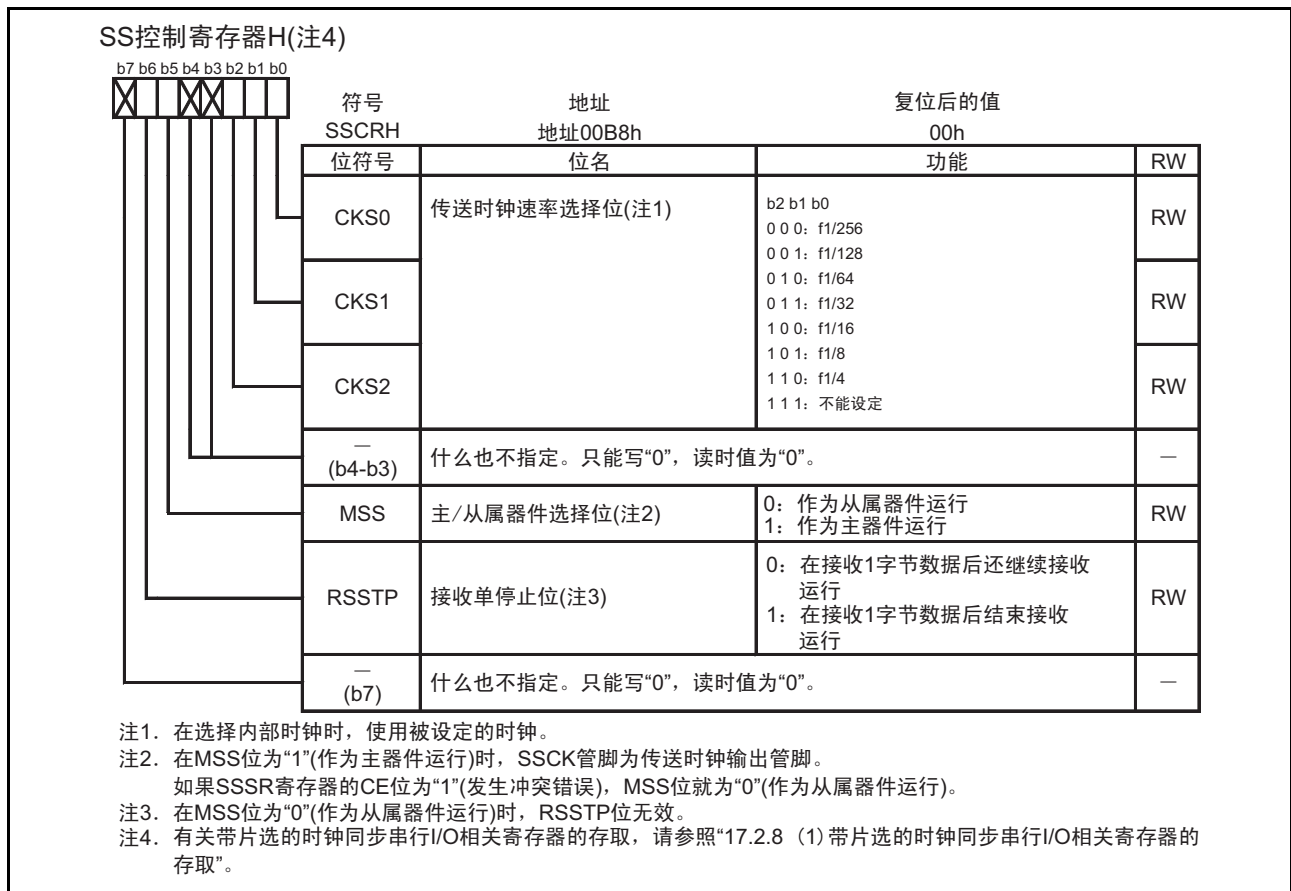 SS控制寄存器H(注4)
b7 b6 b5 b4 b3 b2 b1 b0
符号 地址 复位后的值
SSCRH 地址00B8h 00h
位符号 位名 功能 RW
CKS0 传送时钟速率选择位(注1) RW
b2 b1 b0
0 0 0：f1/256
0 0 1：f1/128
0 1 0：f1/64
0 1 1：f1/32
CKS1 RW
1 0 0：f1/16
1 0 1：f1/8
1 1 0：f1/4
1 1 1：不能设定
CKS2 RW
—
(b4-b3) 什么也不指定。只能写“0”，读时值为“0”。 —
MSS 主/从属器件选择位(注2) RW
0：作为从属器件运行
1：作为主器件运行
RSSTP 接收单停止位(注3) RW
0：在接收1字节数据后还继续接收
运行
1：在接收1字节数据后结束接收
运行
—
(b7) 什么也不指定。只能写“0”，读时值为“0”。 —
注1. 在选择内部时钟时，使用被设定的时钟。
注2. 在MSS位为“1”(作为主器件运行)时，SSCK管脚为传送时钟输出管脚。
如果SSSR寄存器的CE位为“1”(发生冲突错误)，MSS位就为“0”(作为从属器件运行)。
注3. 在MSS位为“0”(作为从属器件运行)时，RSSTP位无效。
注4. 有关带片选的时钟同步串行I/O相关寄存器的存取，请参照“17.2.8 (1)带片选的时钟同步串行I/O相关寄存器的
存取”。